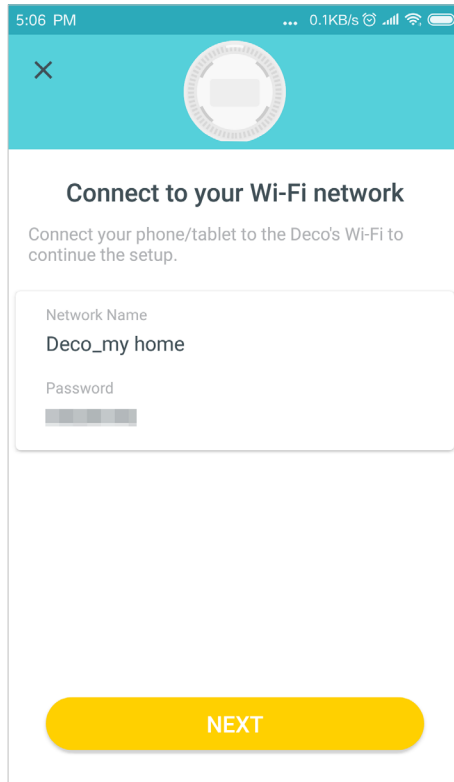 5:06 PM ... 0.1KB/s
Connect to your Wi-Fi network
Connect your phone/tablet to the Deco's Wi-Fi to
continue the setup.
Network Name
Deco_my home
Password
NEXT